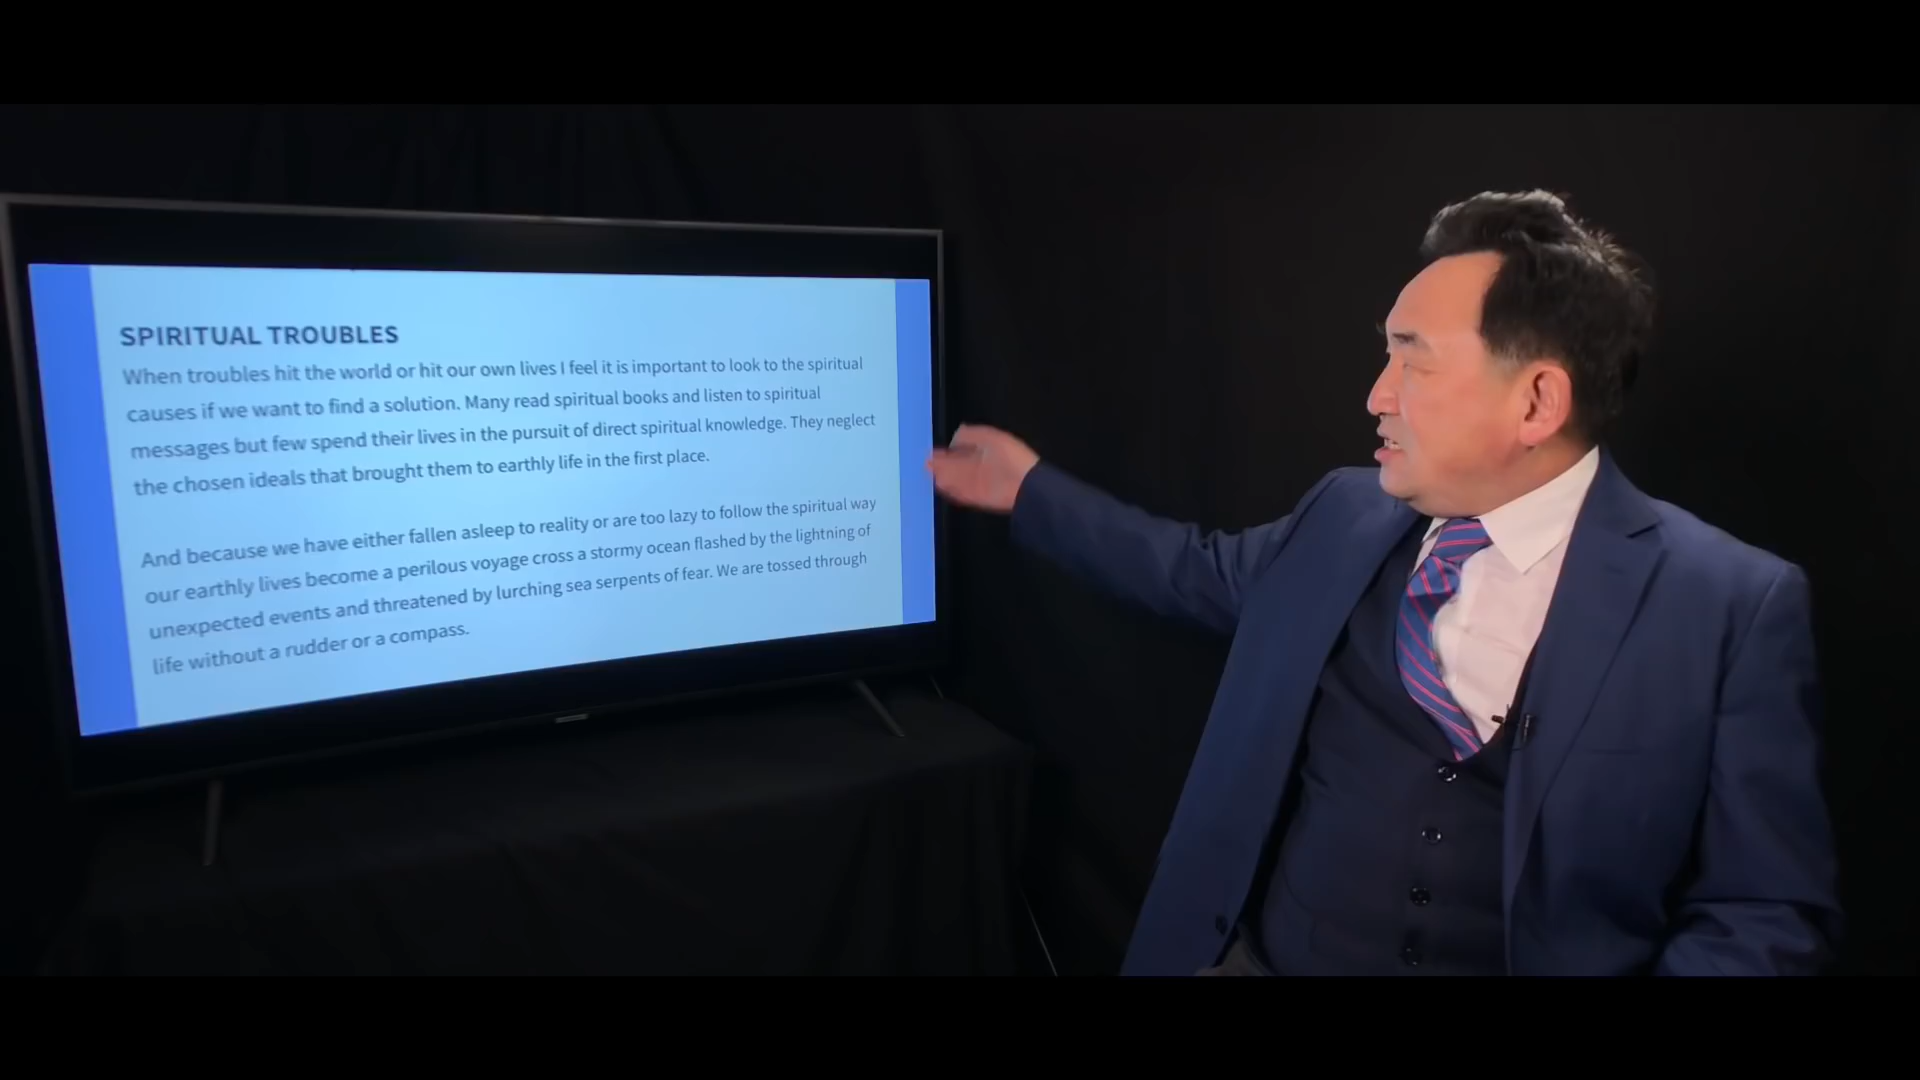 SPIRITUAL TROUBLES
When troubles hit the world or hit our own lives I feel it is important to look to the spiritual
causes if we want to find a solution. Many read spiritual books and listen to spiritual
messages but few spend their lives in the pursuit of direct spiritual knowledge. They neglect
the chosen ideals that brought them to earthly life in the first place.
And because we have either fallen asleep to reality or are too lazy to follow the spiritual way
our earthly lives become a perilous voyage cross a stormy ocean flashed by the lightning of
unexpected events and threatened by lurching sea serpents of fear. We are tossed through
life without a rudder or a compass.